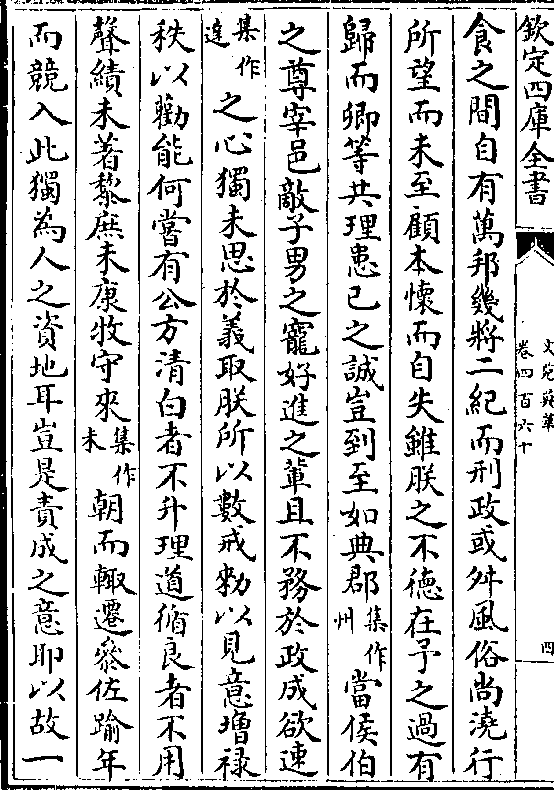 欽定四庫全書
文苑英華
卷四百六十
四
食之間自有萬邦幾將二紀而刑政或舛風俗尚澆行
所望而未至顧本懷而自失雖朕之不德在予之過有
歸而卿等共理患已之誠豈到至如典郡集作州當侯伯
之尊宰邑敵子男之寵好進之輩且不務於政成欲速
集作達之心獨未思於義取朕所以數戒勑以見意增禄
秩以勸能何嘗有公方清白者不升理道循良者不用
聲績未著黎庶未康牧守來集作未朝而輙遷叅佐踰年
而競入此獨為人之資地耳豈是責成之意耶以故一